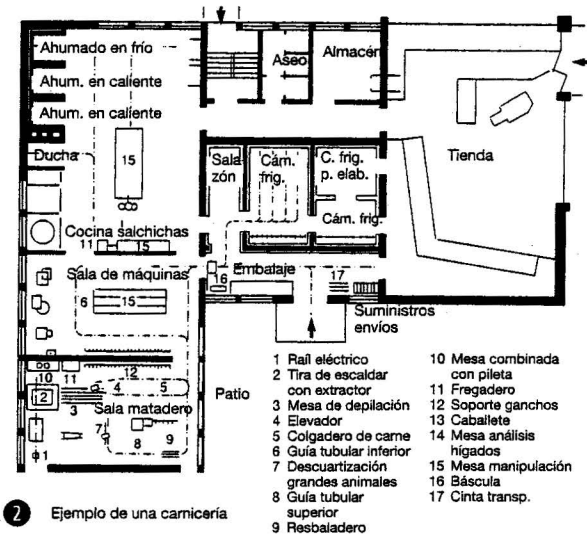 Ahumado en frío
Ahum. en caliente
Ahum. en caliente
Ducha
15
Cocina salchichas
11
15
Aseo
Almacén
Sala
zón
Cám.
frig.
C. frig.
p. elab.
Cám. frig.
Tienda
Sala de máquinas
6
15
16
Embalaje
17
Suministros
envíos
10
11
12
2
3
4
5
Sala matadero
7
8
9
1
Patio
1 Raíl eléctrico
2 Tira de escaldar
con extractor
3 Mesa de depilación
4 Elevador
5 Colgadero de carne
6 Guía tubular inferior
7 Descuartización
grandes animales
8 Guía tubular
superior
9 Resbaladero
10 Mesa combinada
con pileta
11 Fregadero
12 Soporte ganchos
13 Caballete
14 Mesa análisis
hígados
15 Mesa manipulación
16 Báscula
17 Cinta transp.
2 Ejemplo de una carnicería